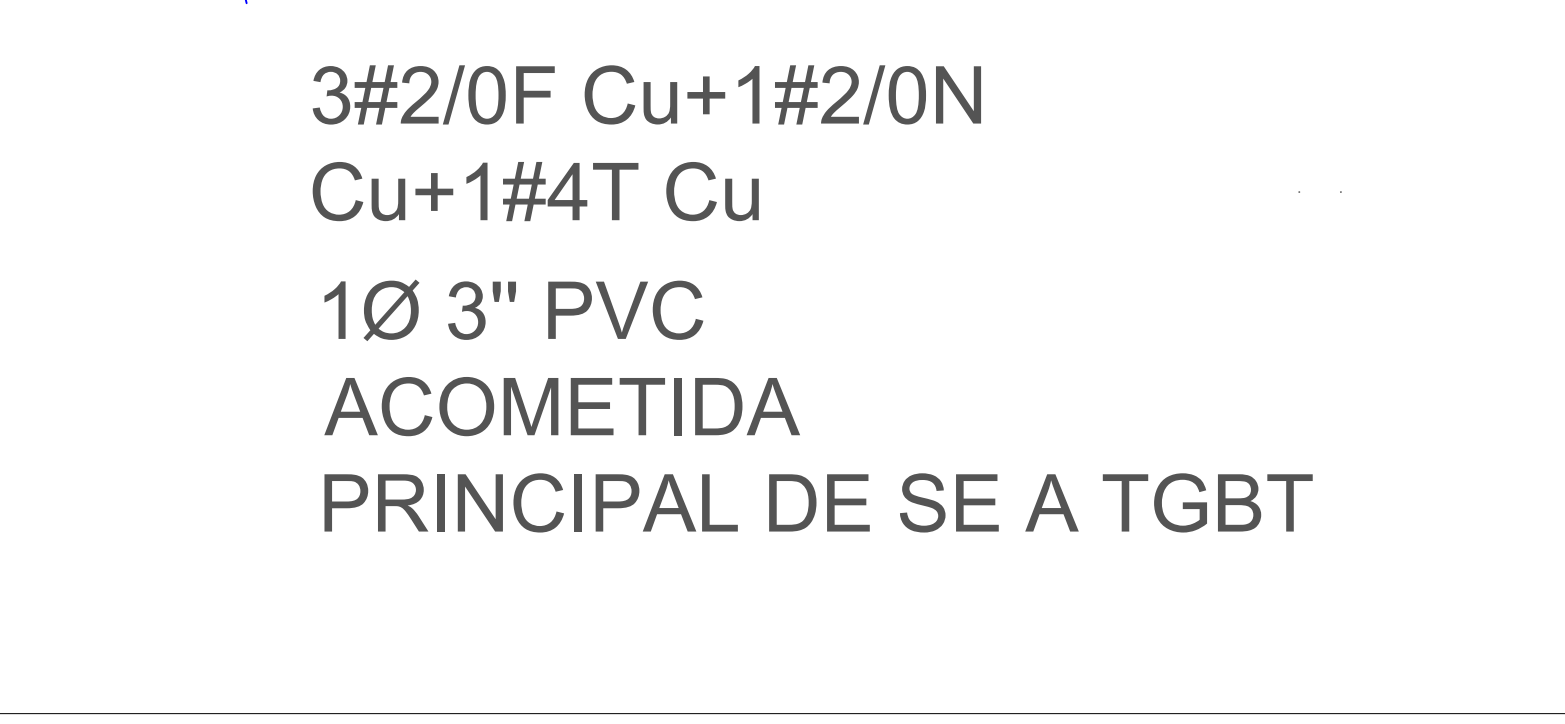 3#2/0F Cu+1#2/0N
Cu+1#4T Cu
1Ø 3" PVC
ACOMETIDA
PRINCIPAL DE SE A TGBT